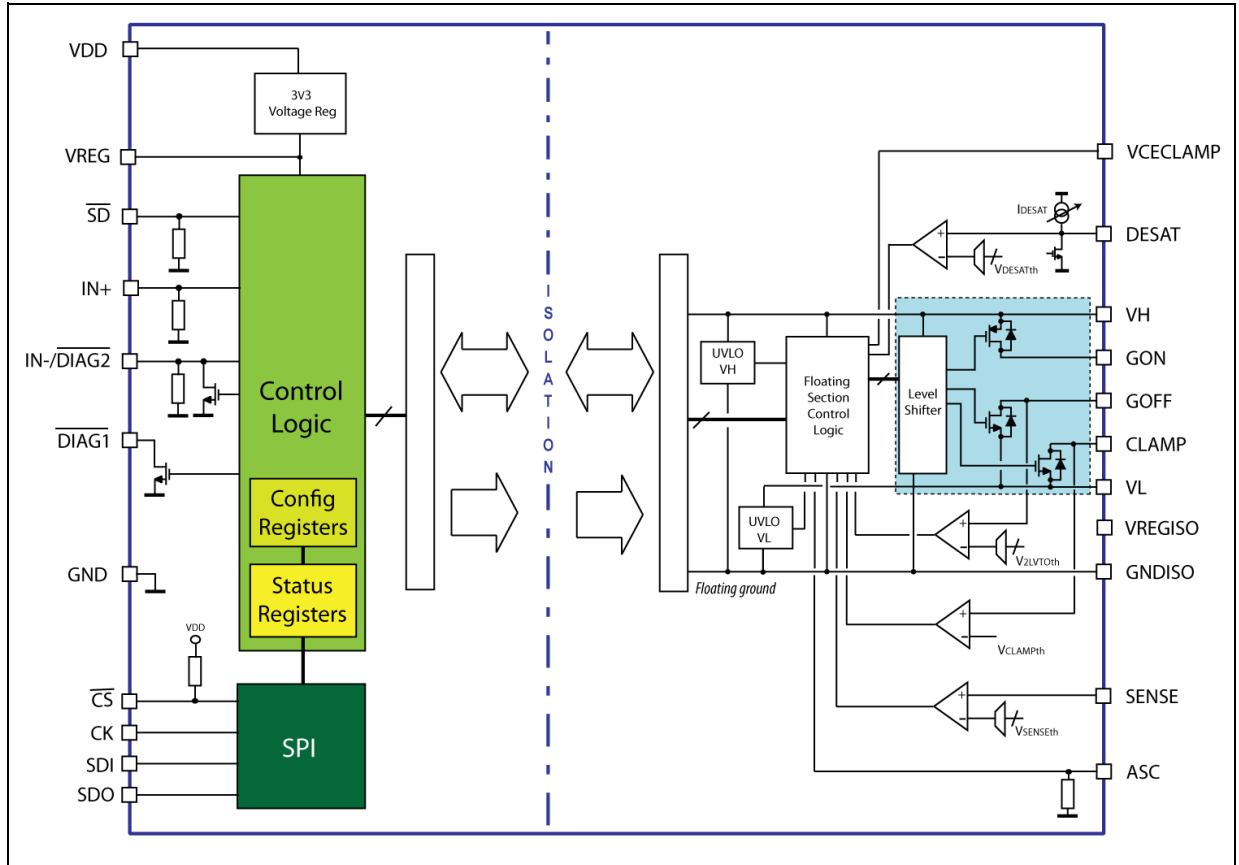 VDD
3V3
Voltage Reg
VREG
SD
IN+
IN-/DIAG2
DIAG1
GND
VDD
CS
CK
SDI
SDO
Control
Logic
Config
Registers
Status
Registers
SPI
ISOLATION
VCECLAMP
IDESAT
DESAT
+
−
VDESATth
VH
GON
GOFF
CLAMP
VL
VREGISO
GNDISO
UVLO
VH
Floating
Section
Control
Logic
Level
Shifter
UVLO
VL
+
−
V2LVTOth
Floating ground
+
−
VCLAMPth
+
−
VSENSEth
SENSE
ASC